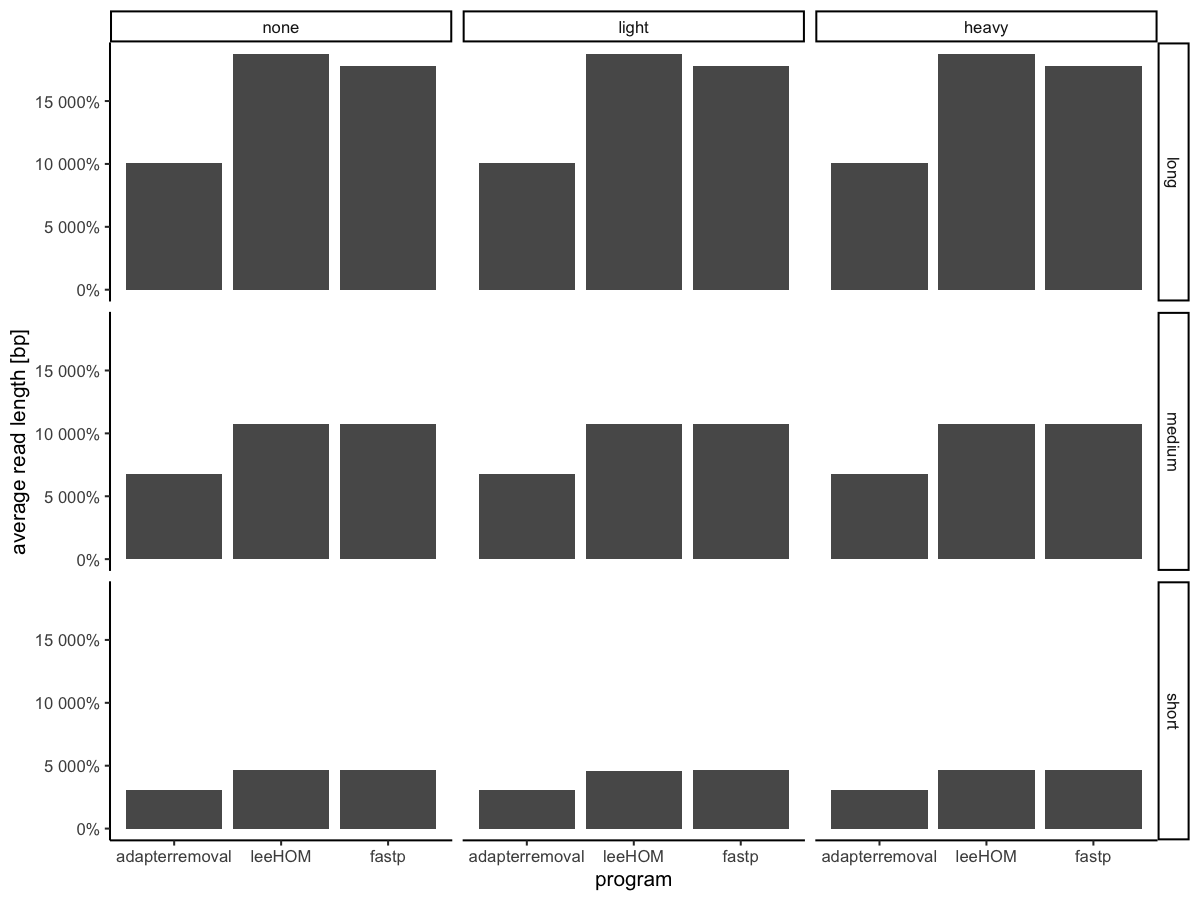 none light heavy
15 000%
10 000%
5 000%
0%
long
average read length [bp]
15 000%
10 000%
5 000%
0%
medium
15 000%
10 000%
5 000%
0%
short
adapterremoval leeHOM fastp adapterremoval leeHOM fastp adapterremoval leeHOM fastp
program